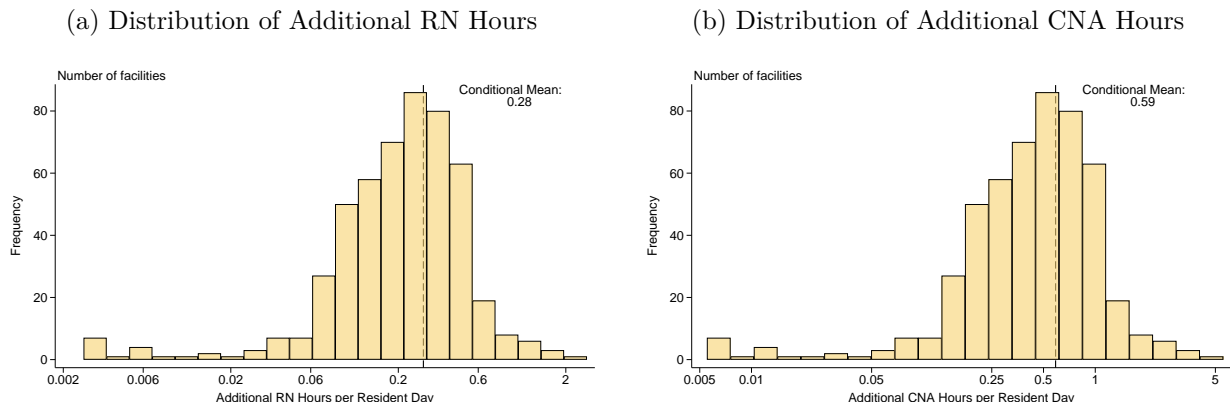 (a) Distribution of Additional RN Hours
Number of facilities
Conditional Mean:
0.28
80
60
40
20
0
Frequency
0.002 0.006 0.02 0.06 0.2 0.6 2
Additional RN Hours per Resident Day
(b) Distribution of Additional CNA Hours
Number of facilities
Conditional Mean:
0.59
80
60
40
20
0
Frequency
0.005 0.01 0.05 0.25 0.5 1 5
Additional CNA Hours per Resident Day